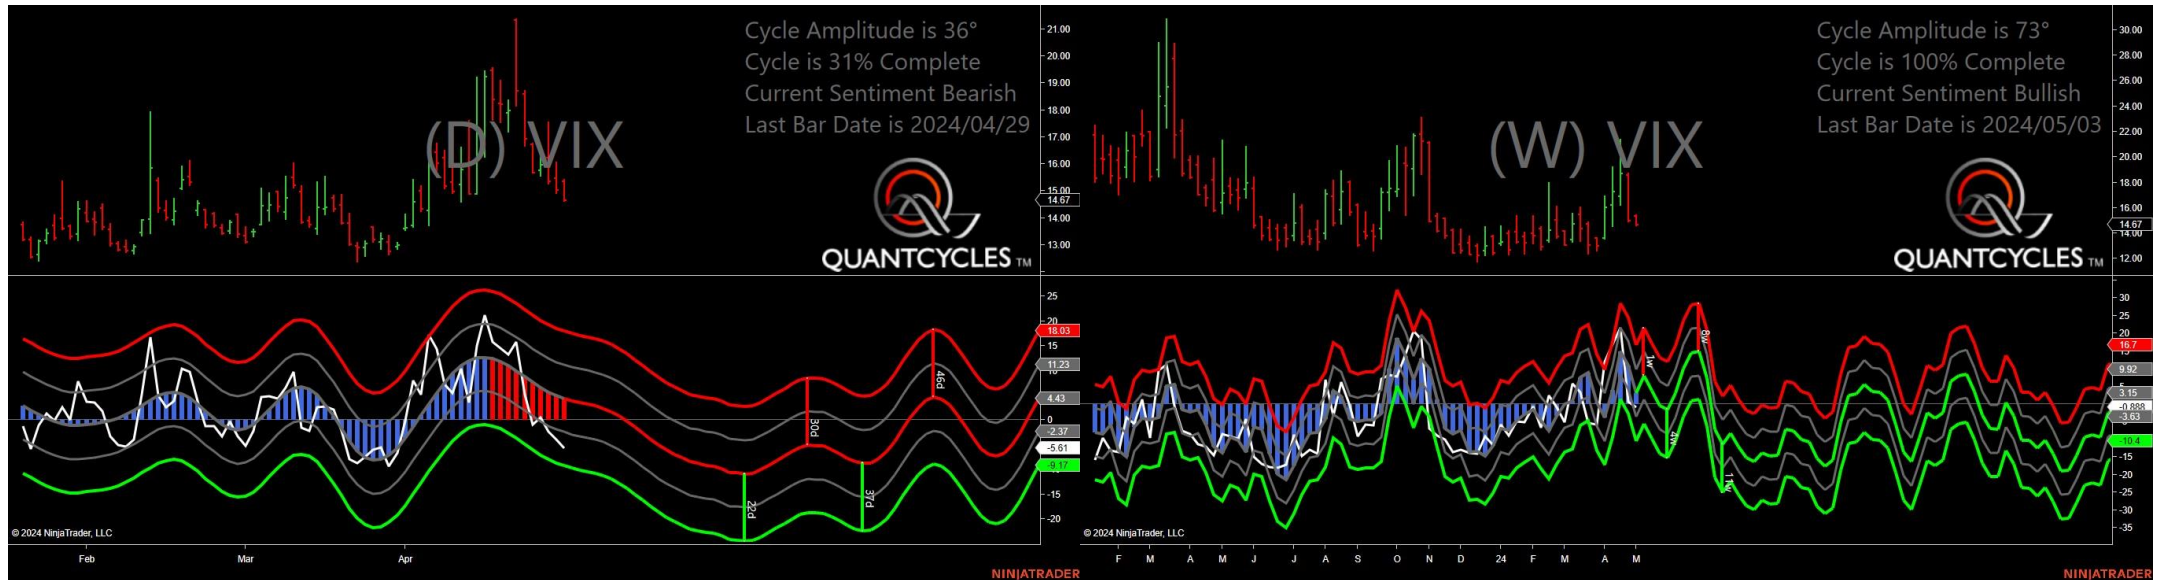 Cycle Amplitude is 36°
Cycle is 31% Complete
Current Sentiment Bearish
Last Bar Date is 2024/04/29
(D) VIX
QUANTCYCLES TM
21.00
20.00
19.00
18.00
17.00
16.00
15.00
14.67
14.00
13.00
25
20
18.03
15
11.23
4.43
0
-2.37
-5.61
-9.17
-15
-20
22d
30d
37d
46d
© 2024 NinjaTrader, LLC
Feb Mar Apr
NINJATRADER
Cycle Amplitude is 73°
Cycle is 100% Complete
Current Sentiment Bullish
Last Bar Date is 2024/05/03
(W) VIX
QUANTCYCLES TM
30.00
28.00
26.00
24.00
22.00
20.00
18.00
16.00
14.67
14.00
12.00
30
25
20
16.7
9.92
3.15
-0.888
-3.63
-10.4
-15
-20
-25
-30
-35
1w
4w
8w
11w
© 2024 NinjaTrader, LLC
F M A M J J A S O N D 24 F M A M
NINJATRADER